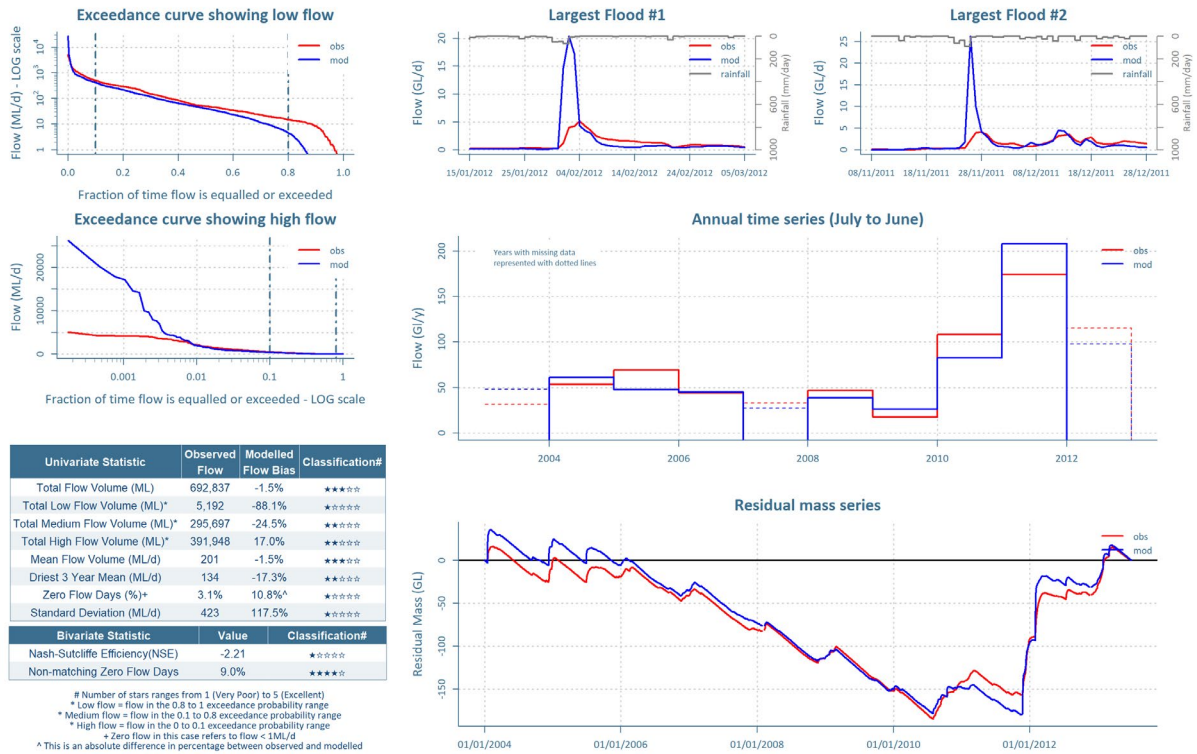 Exceedance curve showing low flow
Flow (ML/d) - LOG scale
10^4
10^3
10^2
10
1
obs
mod
0.0 0.2 0.4 0.6 0.8 1.0
Fraction of time flow is equalled or exceeded
Largest Flood #1
Flow (GL/d)
20
15
10
5
0
obs
mod
rainfall
0
200
600
1000
Rainfall (mm/day)
15/01/2012 25/01/2012 04/02/2012 14/02/2012 24/02/2012 05/03/2012
Largest Flood #2
Flow (GL/d)
25
20
15
10
5
0
obs
mod
rainfall
0
200
600
1000
Rainfall (mm/day)
08/11/2011 18/11/2011 28/11/2011 08/12/2011 18/12/2011 28/12/2011
Exceedance curve showing high flow
Flow (ML/d)
20000
10000
0
obs
mod
0.001 0.01 0.1 1
Fraction of time flow is equalled or exceeded - LOG scale
Annual time series (July to June)
Flow (Gl/y)
200
150
100
50
0
Years with missing data
represented with dotted lines
obs
mod
2004 2006 2008 2010 2012
Univariate Statistic Observed Flow Modelled Flow Bias Classification#
Total Flow Volume (ML) 692,837 -1.5% ★★★☆☆
Total Low Flow Volume (ML)* 5,192 -88.1% ★☆☆☆☆
Total Medium Flow Volume (ML)* 295,697 -24.5% ★★☆☆☆
Total High Flow Volume (ML)* 391,948 17.0% ★★☆☆☆
Mean Flow Volume (ML/d) 201 -1.5% ★★★☆☆
Driest 3 Year Mean (ML/d) 134 -17.3% ★★☆☆☆
Zero Flow Days (%)+ 3.1% 10.8%^ ★☆☆☆☆
Standard Deviation (ML/d) 423 117.5% ★☆☆☆☆
Bivariate Statistic Value Classification#
Nash-Sutcliffe Efficiency(NSE) -2.21 ★☆☆☆☆
Non-matching Zero Flow Days 9.0% ★★★★☆
# Number of stars ranges from 1 (Very Poor) to 5 (Excellent)
* Low flow = flow in the 0.8 to 1 exceedance probability range
* Medium flow = flow in the 0.1 to 0.8 exceedance probability range
* High flow = flow in the 0 to 0.1 exceedance probability range
+ Zero flow in this case refers to flow < 1ML/d
^ This is an absolute difference in percentage between observed and modelled
Residual mass series
Residual Mass (GL)
0
-50
-100
-150
obs
mod
01/01/2004 01/01/2006 01/01/2008 01/01/2010 01/01/2012